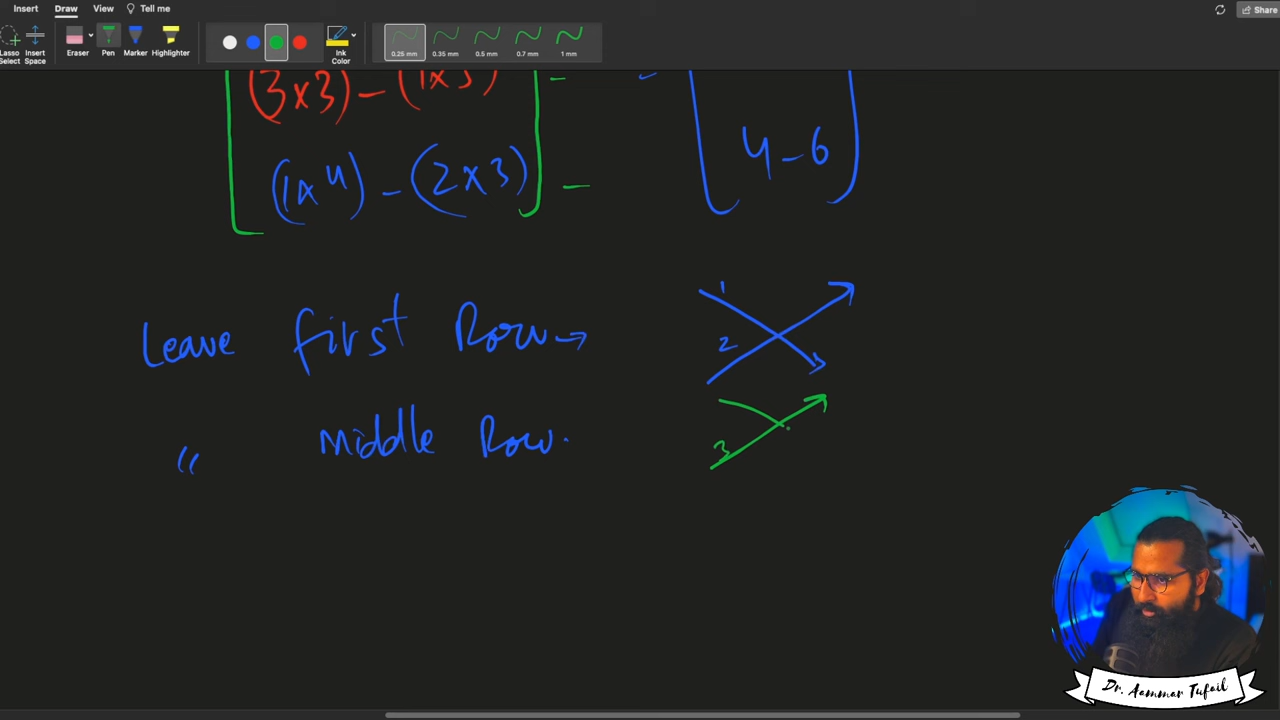 Insert Draw View Tell me
Share
Lasso Select
Insert Space
Eraser
Pen
Marker
Highlighter
Ink Color
0.25 mm
0.35 mm
0.5 mm
0.7 mm
1 mm
(3x3) - (1x3) -
(1x4) - (2x3) -
4-6
Leave first Row →
1
2
" Middle Row.
3
Dr. Aammar Tufail